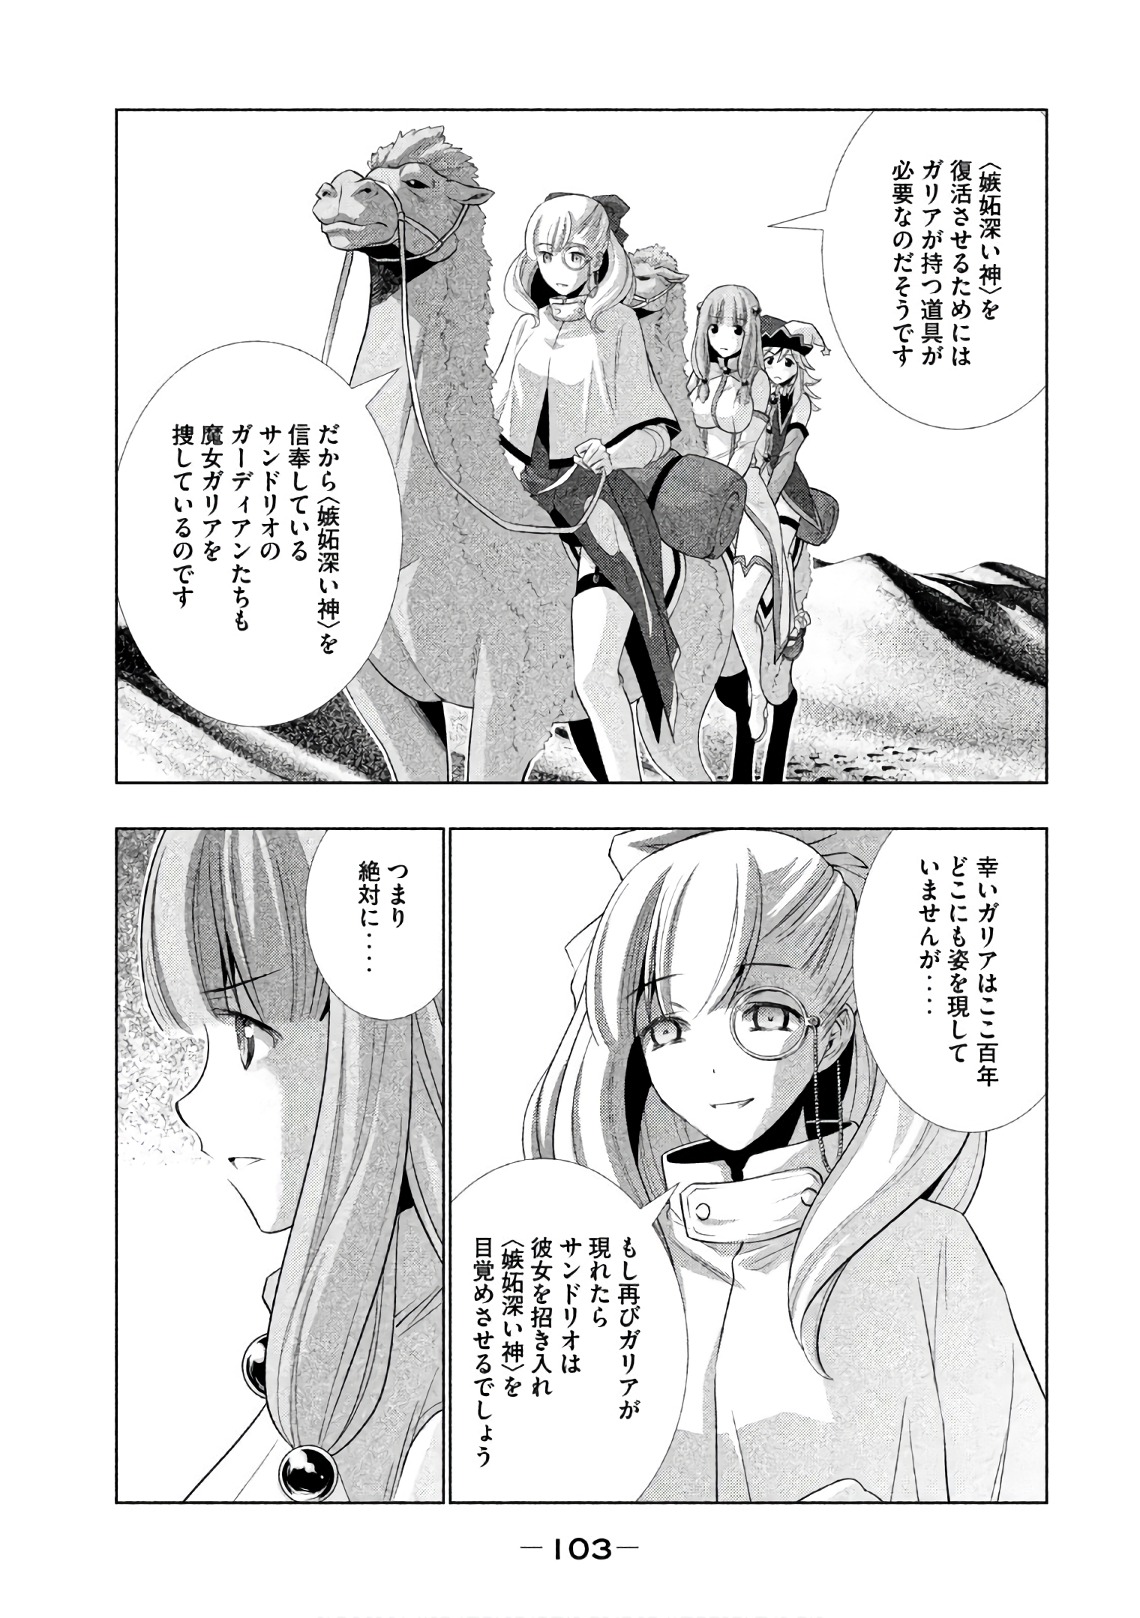 〈嫉妬深い神〉を
復活させるためには
ガリアが持つ道具が
必要なのだそうです
だから〈嫉妬深い神〉を
信奉している
サンドリオの
ガーディアンたちも
魔女ガリアを
捜しているのです
幸いガリアはここ百年
どこにも姿を現して
いませんが‥‥
もし再びガリアが
現れたら
サンドリオは
彼女を招き入れ
〈嫉妬深い神〉を
目覚めさせるでしょう
つまり
絶対に‥‥
—103—